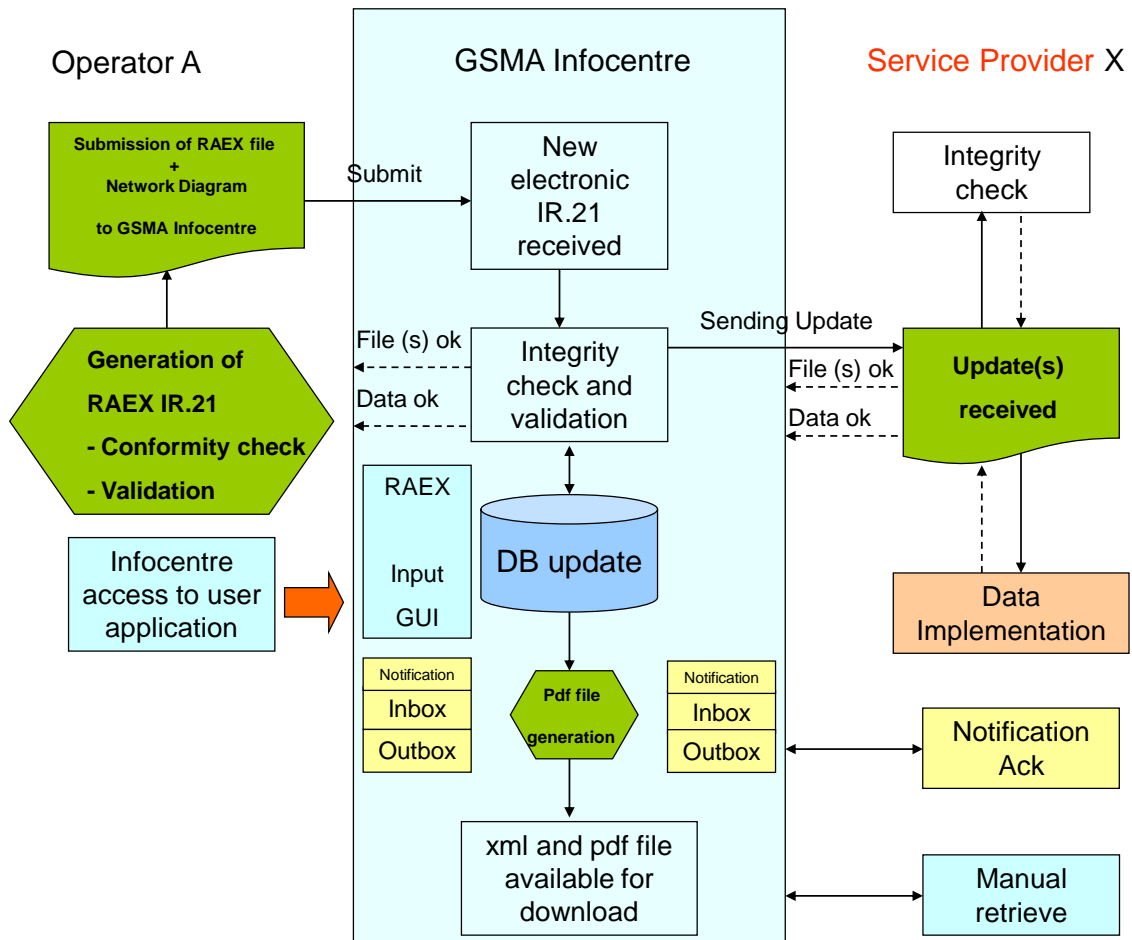 Operator A
GSMA Infocentre
Service Provider X
Submission of RAEX file
+
Network Diagram
to GSMA Infocentre
Submit
New
electronic
IR.21
received
Integrity
check
Generation of
RAEX IR.21
- Conformity check
- Validation
File (s) ok
Data ok
Integrity
check and
validation
Sending Update
File (s) ok
Data ok
Update(s)
received
Infocentre
access to user
application
RAEX
Input
GUI
DB update
Data
Implementation
Notification
Inbox
Outbox
Pdf file
generation
Notification
Inbox
Outbox
Notification
Ack
xml and pdf file
available for
download
Manual
retrieve